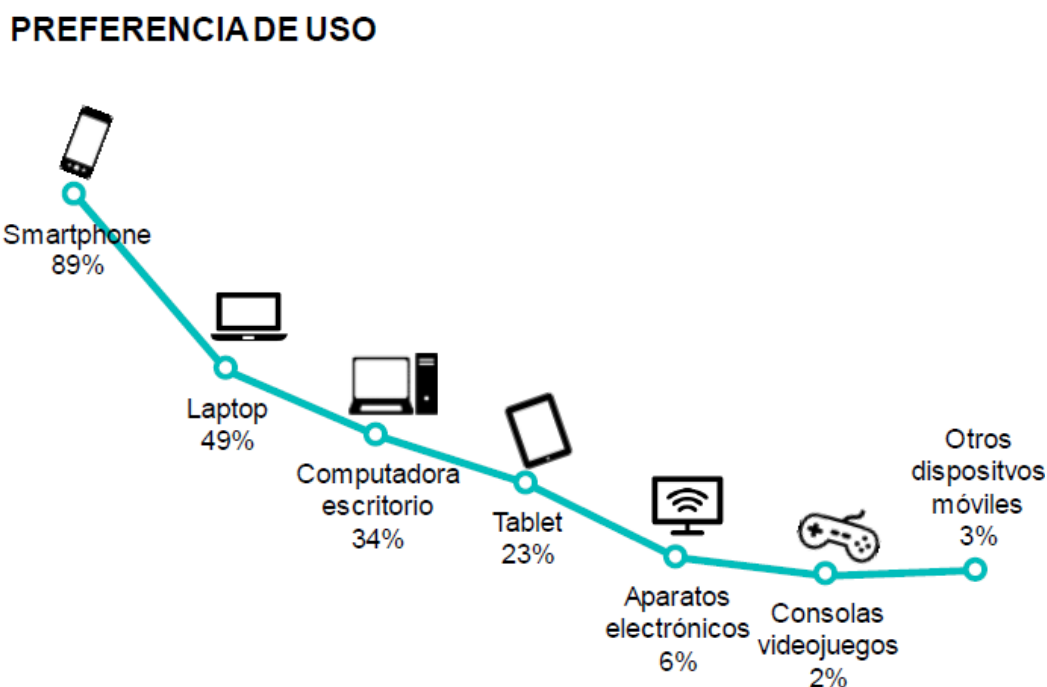 PREFERENCIA DE USO
Smartphone
89%
Laptop
49%
Computadora
escritorio
34%
Tablet
23%
Aparatos
electrónicos
6%
Consolas
videojuegos
2%
Otros
dispositvos
móviles
3%